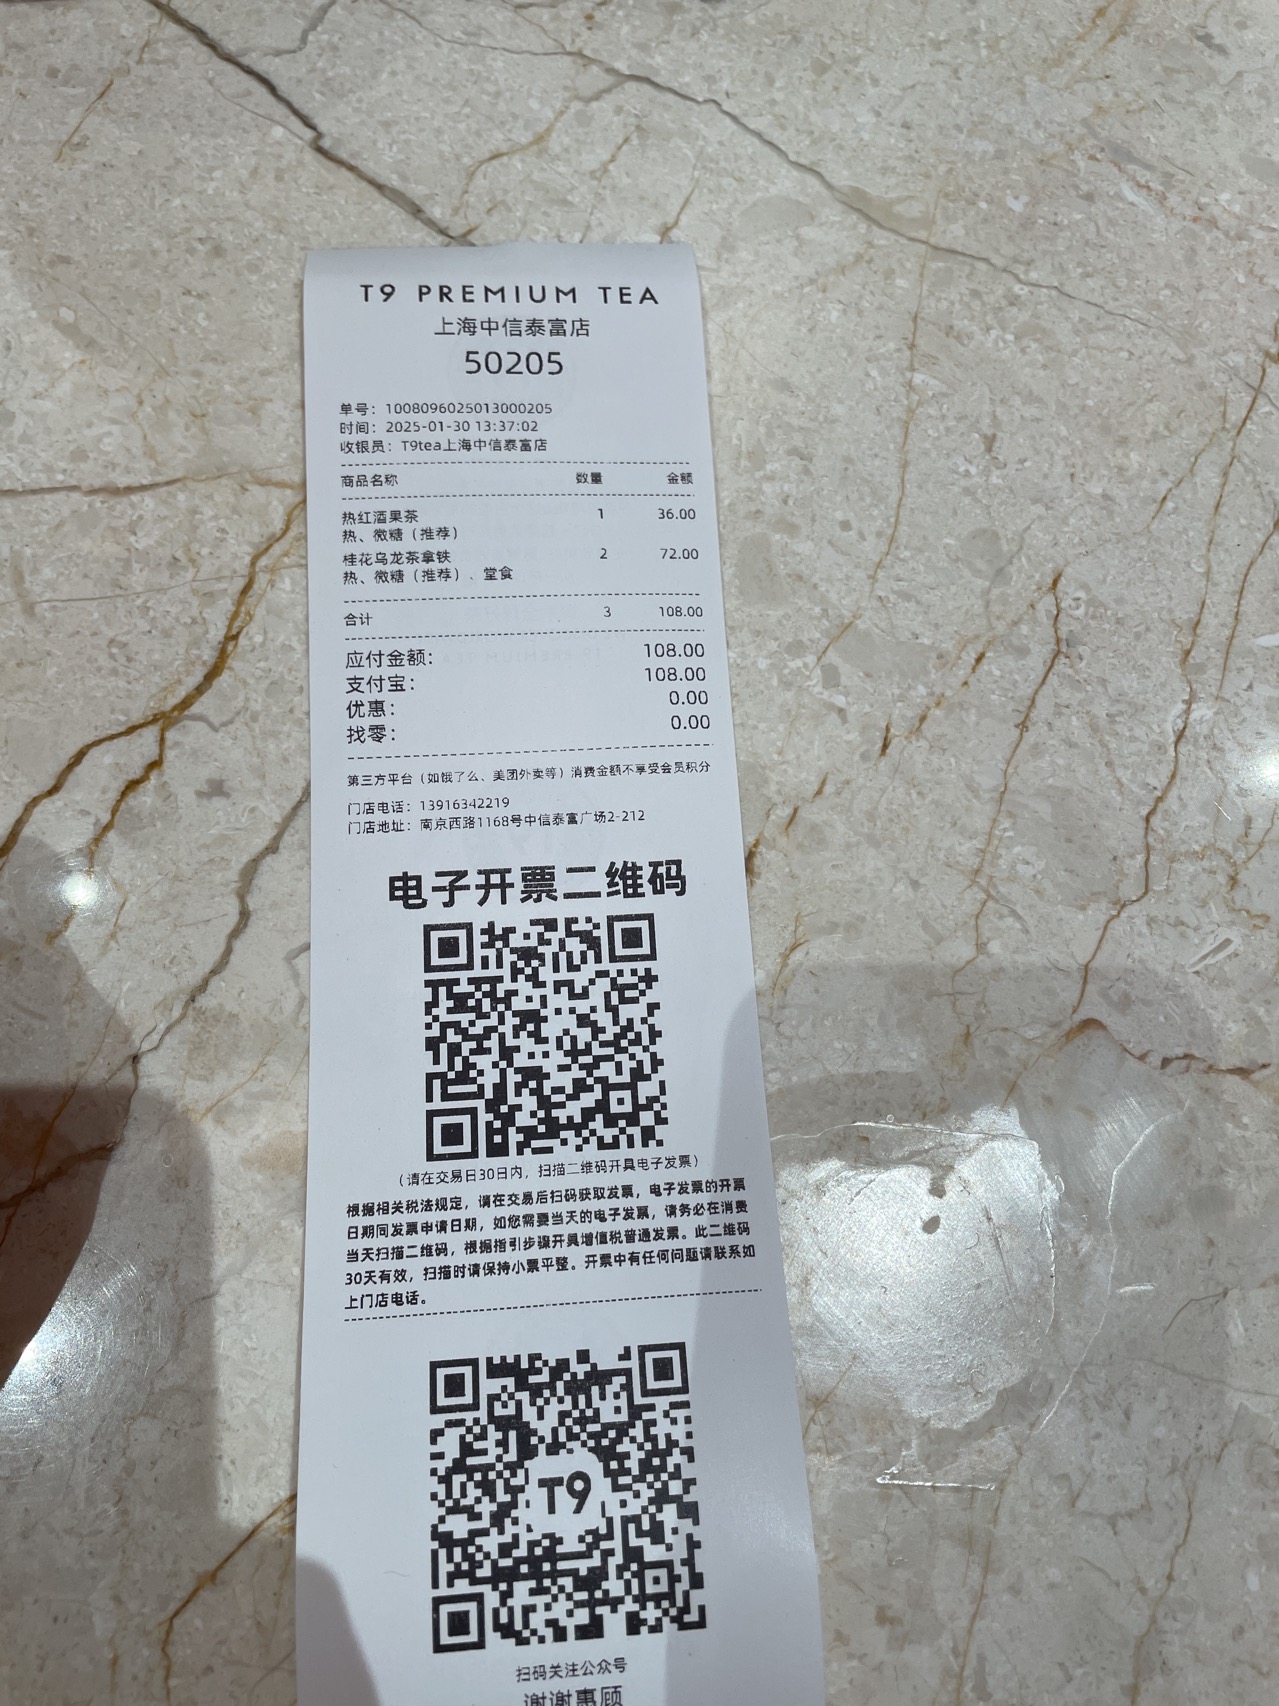 T9 PREMIUM TEA
上海中信泰富店
50205
单号：1008096025013000205
时间：2025-01-30 13:37:02
收银员：T9tea上海中信泰富店
商品名称 数量 金额
热红酒果茶 1 36.00
热、微糖（推荐）
桂花乌龙茶拿铁 2 72.00
热、微糖（推荐）、堂食
合计 3 108.00
应付金额： 108.00
支付宝： 108.00
优惠： 0.00
找零： 0.00
第三方平台（如饿了么、美团外卖等）消费金额不享受会员积分
门店电话：13916342219
门店地址：南京西路1168号中信泰富广场2-212
电子开票二维码
（请在交易日30日内，扫描二维码开具电子发票）
根据相关税法规定，请在交易后扫码获取发票，电子发票的开票
日期同发票申请日期，如您需要当天的电子发票，请务必在消费
当天扫描二维码，根据指引步骤开具增值税普通发票。此二维码
30天有效，扫描时请保持小票平整。开票中有任何问题请联系如
上门店电话。
T9
扫码关注公众号
谢谢惠顾